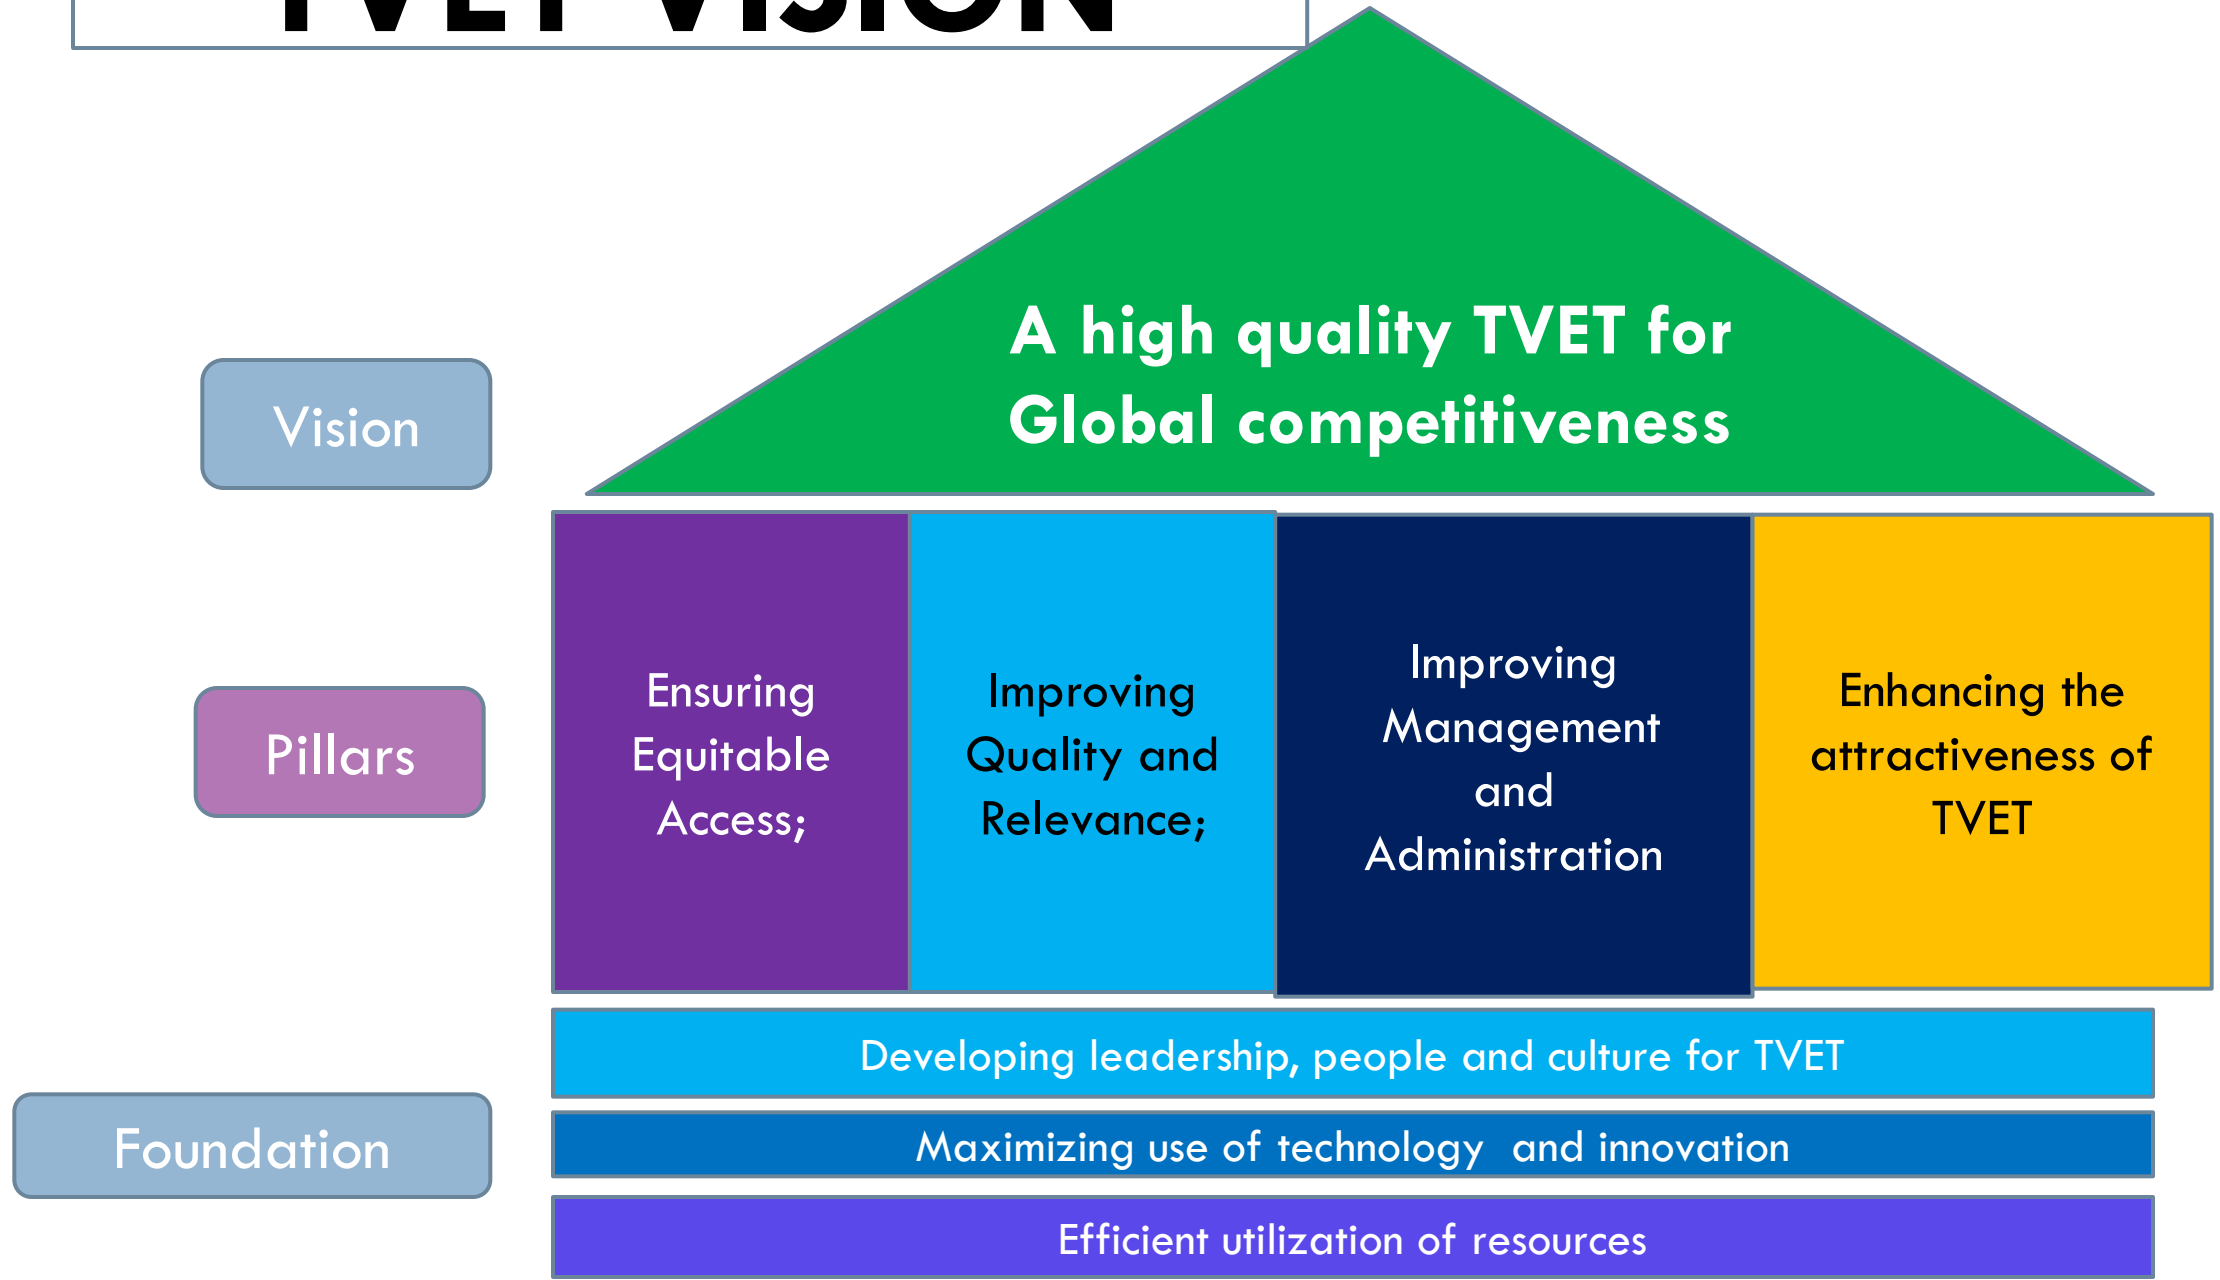 TVET VISION
A high quality TVET for
Global competitiveness
Vision
Pillars
Ensuring
Equitable
Access;
Improving
Quality and
Relevance;
Improving
Management
and
Administration
Enhancing the
attractiveness of
TVET
Foundation
Developing leadership, people and culture for TVET
Maximizing use of technology  and innovation
Efficient utilization of resources